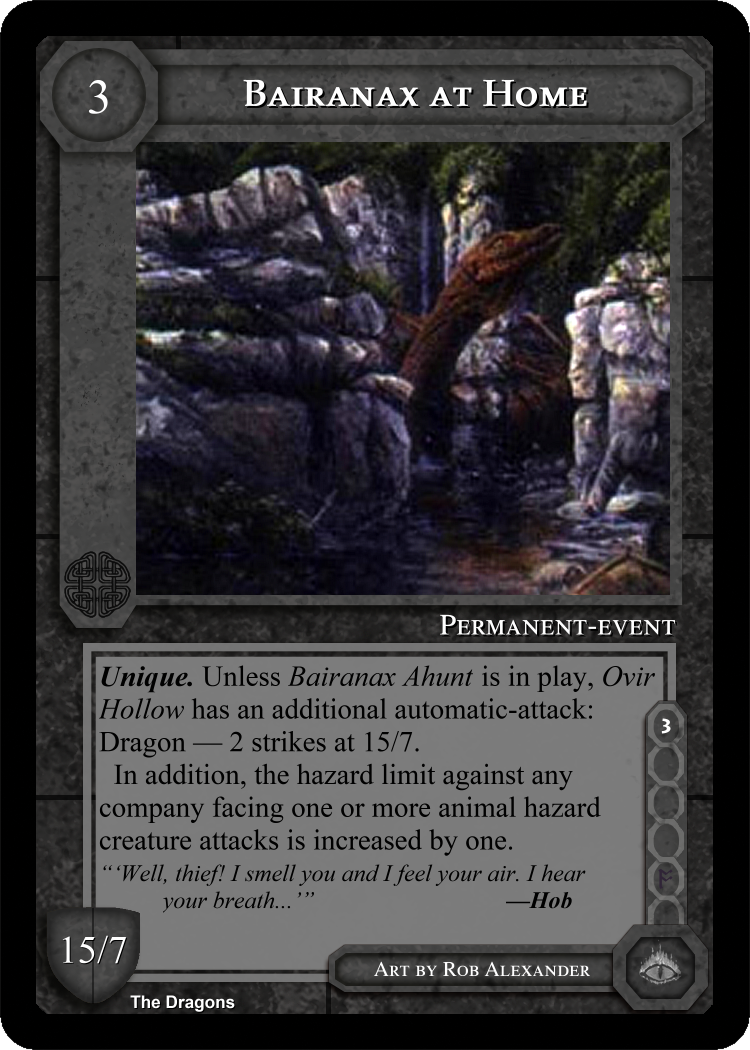 3
Bairanax at Home
Permanent-event
Unique. Unless Bairanax Ahunt is in play, Ovir
Hollow has an additional automatic-attack:
Dragon — 2 strikes at 15/7.
In addition, the hazard limit against any
company facing one or more animal hazard
creature attacks is increased by one.
“‘Well, thief! I smell you and I feel your air. I hear
your breath...’” —Hob
3
15/7
Art by Rob Alexander
The Dragons